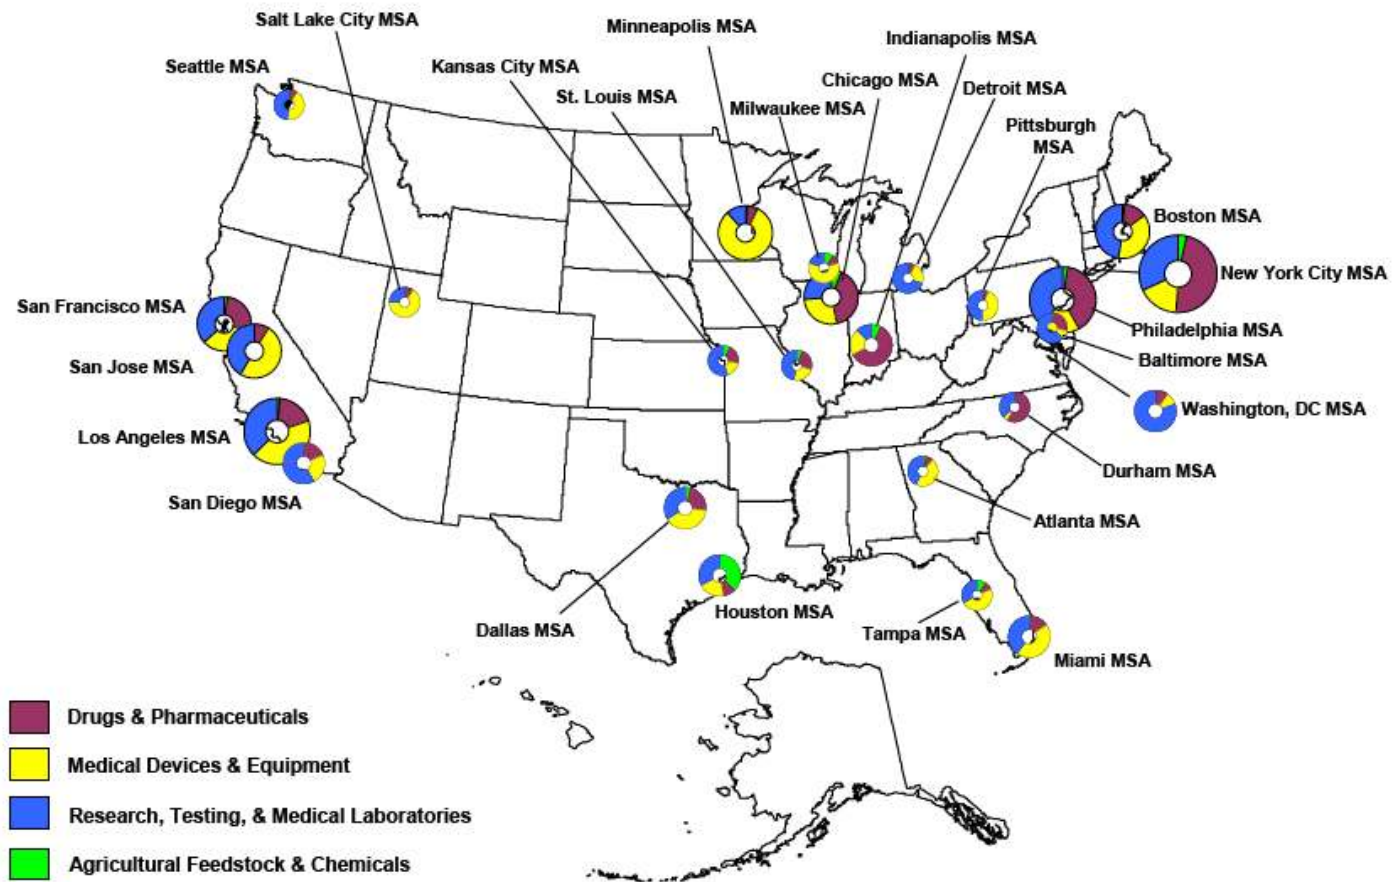 Salt Lake City MSA
Minneapolis MSA
Indianapolis MSA
Seattle MSA
Kansas City MSA
Chicago MSA
St. Louis MSA
Milwaukee MSA
Detroit MSA
Pittsburgh
MSA
Boston MSA
New York City MSA
San Francisco MSA
Philadelphia MSA
San Jose MSA
Baltimore MSA
Washington, DC MSA
Los Angeles MSA
Durham MSA
San Diego MSA
Atlanta MSA
Houston MSA
Dallas MSA
Tampa MSA
Miami MSA
Drugs & Pharmaceuticals
Medical Devices & Equipment
Research, Testing, & Medical Laboratories
Agricultural Feedstock & Chemicals